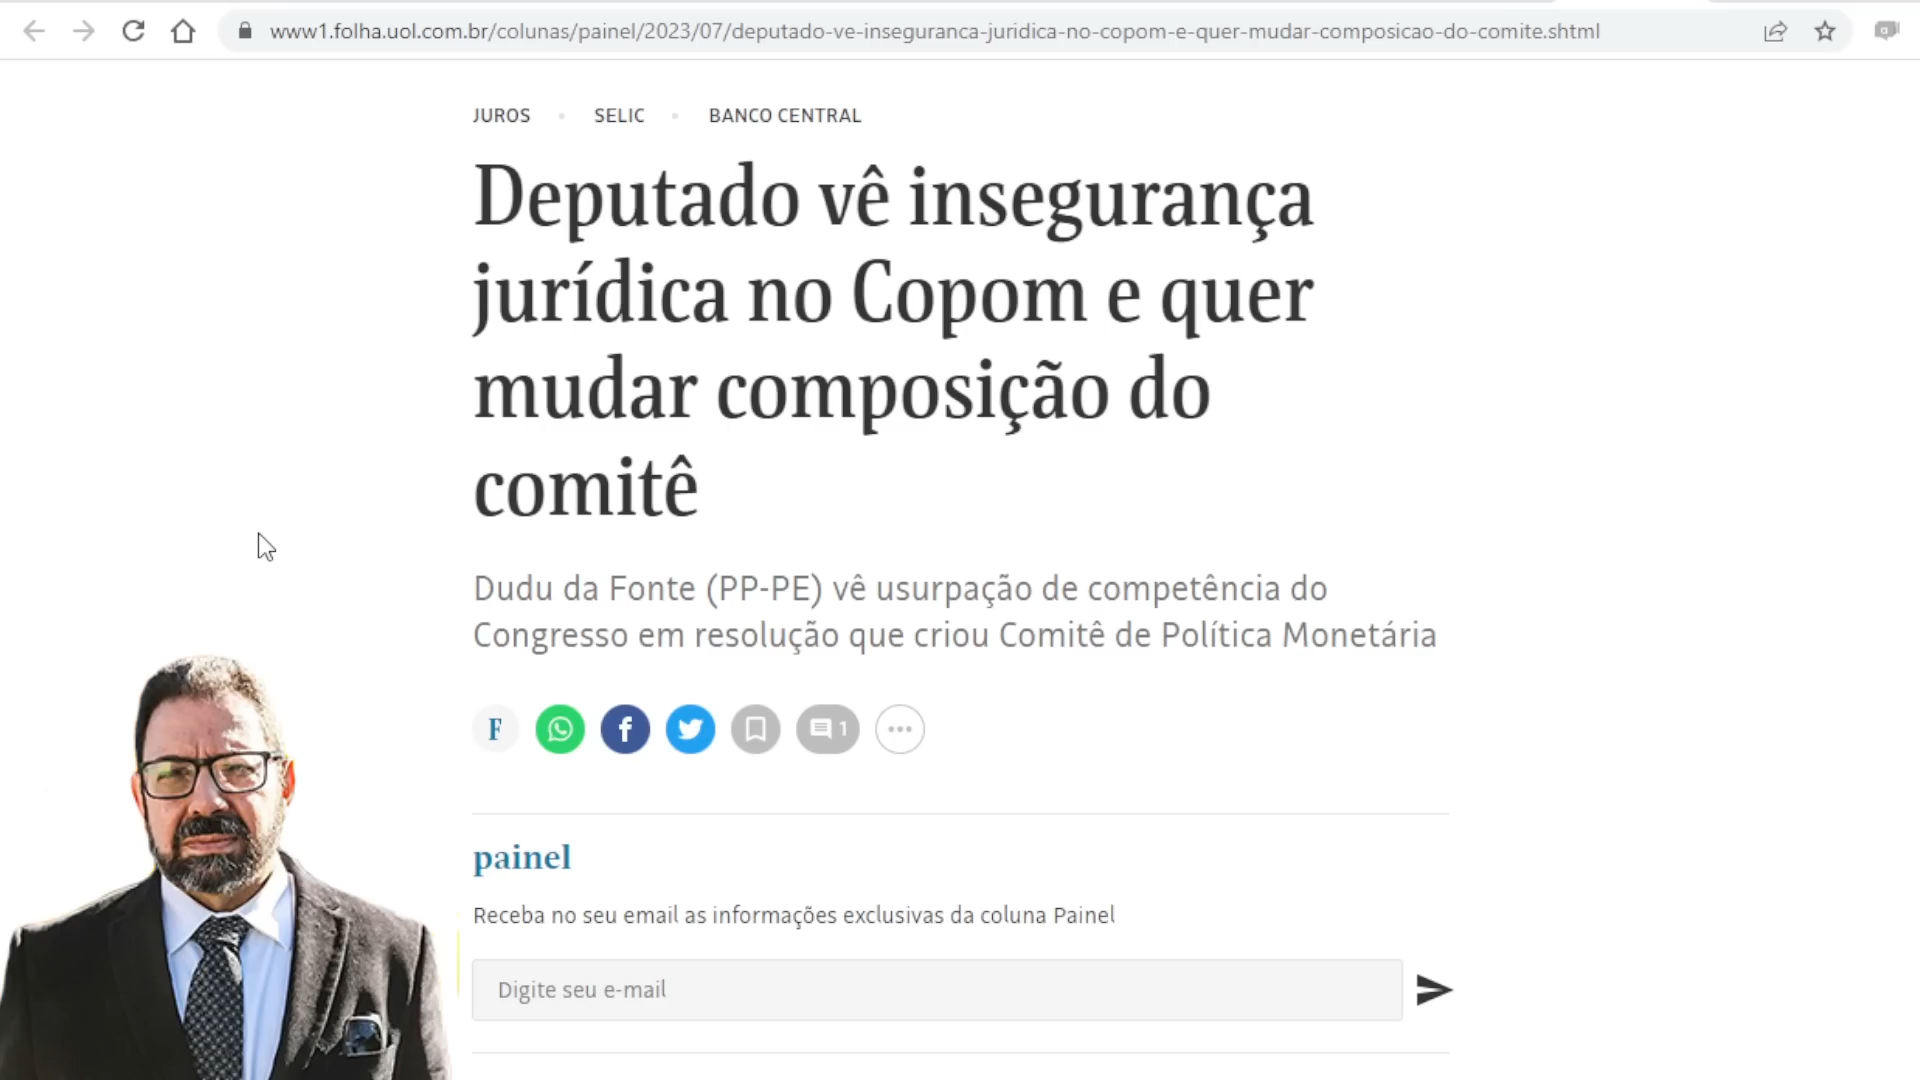 www1.folha.uol.com.br/colunas/painel/2023/07/deputado-ve-inseguranca-juridica-no-copom-e-quer-mudar-composicao-do-comite.shtml
JUROS • SELIC • BANCO CENTRAL
Deputado vê insegurança
jurídica no Copom e quer
mudar composição do
comitê
Dudu da Fonte (PP-PE) vê usurpação de competência do
Congresso em resolução que criou Comitê de Política Monetária
F 1
painel
Receba no seu email as informações exclusivas da coluna Painel
Digite seu e-mail